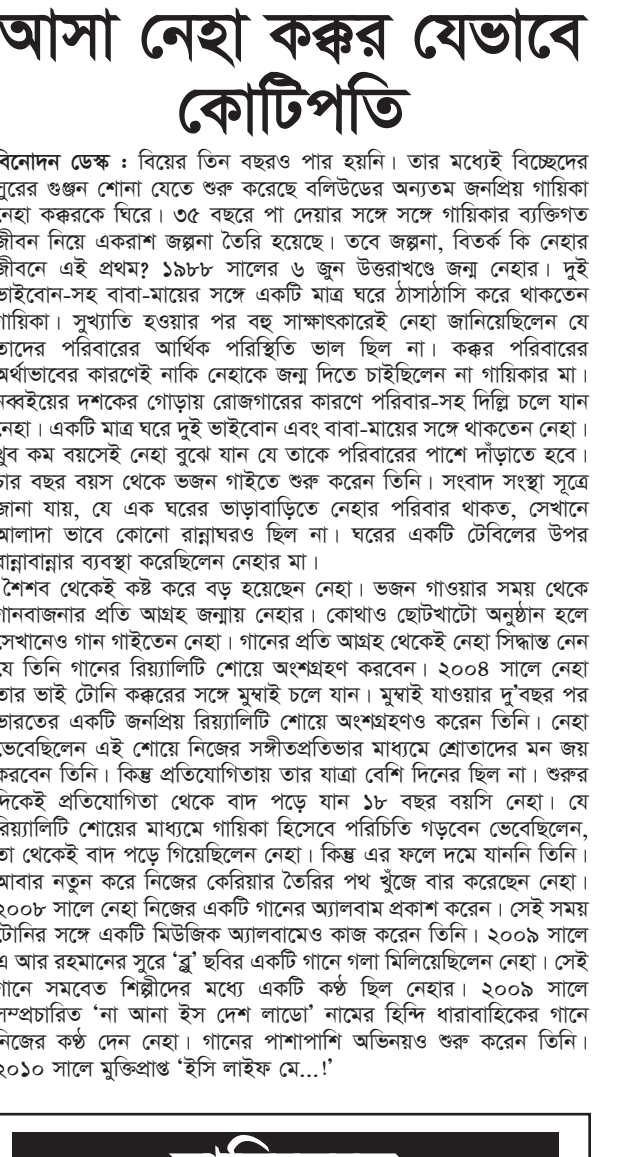 আসা নেহা কক্কর যেভাবে
কোটিপতি
বিনোদন ডেস্ক : বিয়ের তিন বছরও পার হয়নি। তার মধ্যেই বিচ্ছেদের
সুরের গুঞ্জন শোনা যেতে শুরু করেছে বলিউডের অন্যতম জনপ্রিয় গায়িকা
নেহা কক্করকে ঘিরে। ৩৫ বছরে পা দেয়ার সঙ্গে সঙ্গে গায়িকার ব্যক্তিগত
জীবন নিয়ে একরাশ জল্পনা তৈরি হয়েছে। তবে জল্পনা, বিতর্ক কি নেহার
জীবনে এই প্রথম? ১৯৮৮ সালের ৬ জুন উত্তরাখণ্ডে জন্ম নেহার। দুই
ভাইবোন-সহ বাবা-মায়ের সঙ্গে একটি মাত্র ঘরে ঠাসাঠাসি করে থাকতেন
গায়িকা। সুখ্যাতি হওয়ার পর বহু সাক্ষাৎকারেই নেহা জানিয়েছিলেন যে
তাদের পরিবারের আর্থিক পরিস্থিতি ভাল ছিল না। কক্কর পরিবারের
অর্থাভাবের কারণেই নাকি নেহাকে জন্ম দিতে চাইছিলেন না গায়িকার মা।
নব্বইয়ের দশকের গোড়ায় রোজগারের কারণে পরিবার-সহ দিল্লি চলে যান
নেহা। একটি মাত্র ঘরে দুই ভাইবোন এবং বাবা-মায়ের সঙ্গে থাকতেন নেহা।
খুব কম বয়সেই নেহা বুঝে যান যে তাকে পরিবারের পাশে দাঁড়াতে হবে।
চার বছর বয়স থেকে ভজন গাইতে শুরু করেন তিনি। সংবাদ সংস্থা সূত্রে
জানা যায়, যে এক ঘরের ভাড়াবাড়িতে নেহার পরিবার থাকত, সেখানে
আলাদা ভাবে কোনো রান্নাঘরও ছিল না। ঘরের একটি টেবিলের উপর
রান্নাবান্নার ব্যবস্থা করেছিলেন নেহার মা।
শৈশব থেকেই কষ্ট করে বড় হয়েছেন নেহা। ভজন গাওয়ার সময় থেকে
গানবাজনার প্রতি আগ্রহ জন্মায় নেহার। কোথাও ছোটখাটো অনুষ্ঠান হলে
সেখানেও গান গাইতেন নেহা। গানের প্রতি আগ্রহ থেকেই নেহা সিদ্ধান্ত নেন
যে তিনি গানের রিয়্যালিটি শোয়ে অংশগ্রহণ করবেন। ২০০৪ সালে নেহা
তার ভাই টোনি কক্করের সঙ্গে মুম্বাই চলে যান। মুম্বাই যাওয়ার দু'বছর পর
ভারতের একটি জনপ্রিয় রিয়্যালিটি শোয়ে অংশগ্রহণও করেন তিনি। নেহা
ভেবেছিলেন এই শোয়ে নিজের সঙ্গীতপ্রতিভার মাধ্যমে শ্রোতাদের মন জয়
করবেন তিনি। কিন্তু প্রতিযোগিতায় তার যাত্রা বেশি দিনের ছিল না। শুরুর
দিকেই প্রতিযোগিতা থেকে বাদ পড়ে যান ১৮ বছর বয়সি নেহা। যে
রিয়্যালিটি শোয়ের মাধ্যমে গায়িকা হিসেবে পরিচিতি গড়বেন ভেবেছিলেন,
তা থেকেই বাদ পড়ে গিয়েছিলেন নেহা। কিন্তু এর ফলে দমে যাননি তিনি।
আবার নতুন করে নিজের কেরিয়ার তৈরির পথ খুঁজে বার করেছেন নেহা।
২০০৮ সালে নেহা নিজের একটি গানের অ্যালবাম প্রকাশ করেন। সেই সময়
টোনির সঙ্গে একটি মিউজিক অ্যালবামেও কাজ করেন তিনি। ২০০৯ সালে
এ আর রহমানের সুরে 'ব্লু' ছবির একটি গানে গলা মিলিয়েছিলেন নেহা। সেই
গানে সমবেত শিল্পীদের মধ্যে একটি কণ্ঠ ছিল নেহার। ২০০৯ সালে
সম্প্রচারিত 'না আনা ইস দেশ লাডো' নামের হিন্দি ধারাবাহিকের গানে
নিজের কণ্ঠ দেন নেহা। গানের পাশাপাশি অভিনয়ও শুরু করেন তিনি।
২০১০ সালে মুক্তিপ্রাপ্ত 'ইসি লাইফ মে...!'